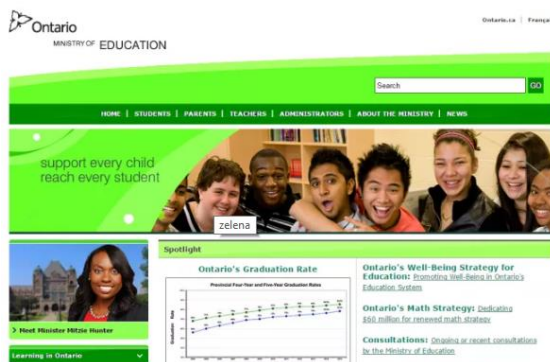 Ontario
MINISTRY OF EDUCATION
Ontario.ca | França
Search GO
HOME | STUDENTS | PARENTS | TEACHERS | ADMINISTRATORS | ABOUT THE MINISTRY | NEWS
support every child
reach every student
zelena
Spotlight
Ontario's Graduation Rate
Provincial Four-Year and Five-Year Graduation Rates
Graduation Rate
Ontario's Well-Being Strategy for
Education: Promoting Well-Being in Ontario's
Education System
Ontario's Math Strategy: Dedicating
$60 million for renewed math strategy
Consultations: Ongoing or recent consultations
by the Ministry of Education
> Meet Minister Mitzie Hunter
Learning in Ontario